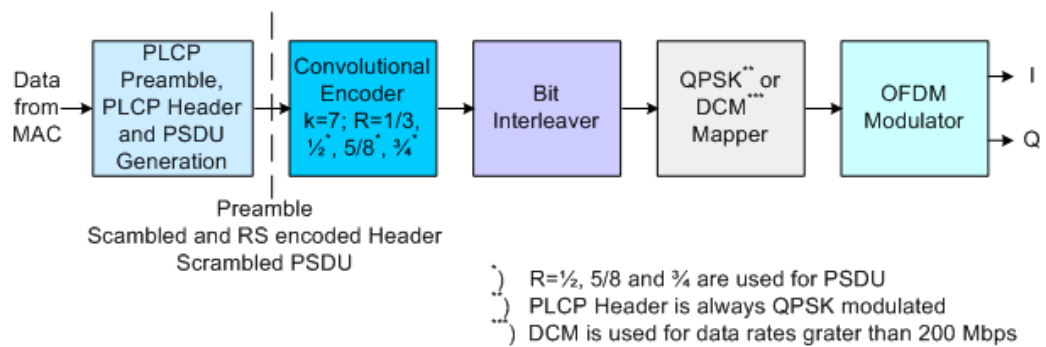 Data
from
MAC
PLCP
Preamble,
PLCP Header
and PSDU
Generation
Convolutional
Encoder
k=7; R=1/3,
½*, 5/8*, ¾*
Bit
Interleaver
QPSK** or
DCM***
Mapper
OFDM
Modulator
I
Q
Preamble
Scambled and RS encoded Header
Scrambled PSDU
*) R=½, 5/8 and ¾ are used for PSDU
**) PLCP Header is always QPSK modulated
***) DCM is used for data rates grater than 200 Mbps